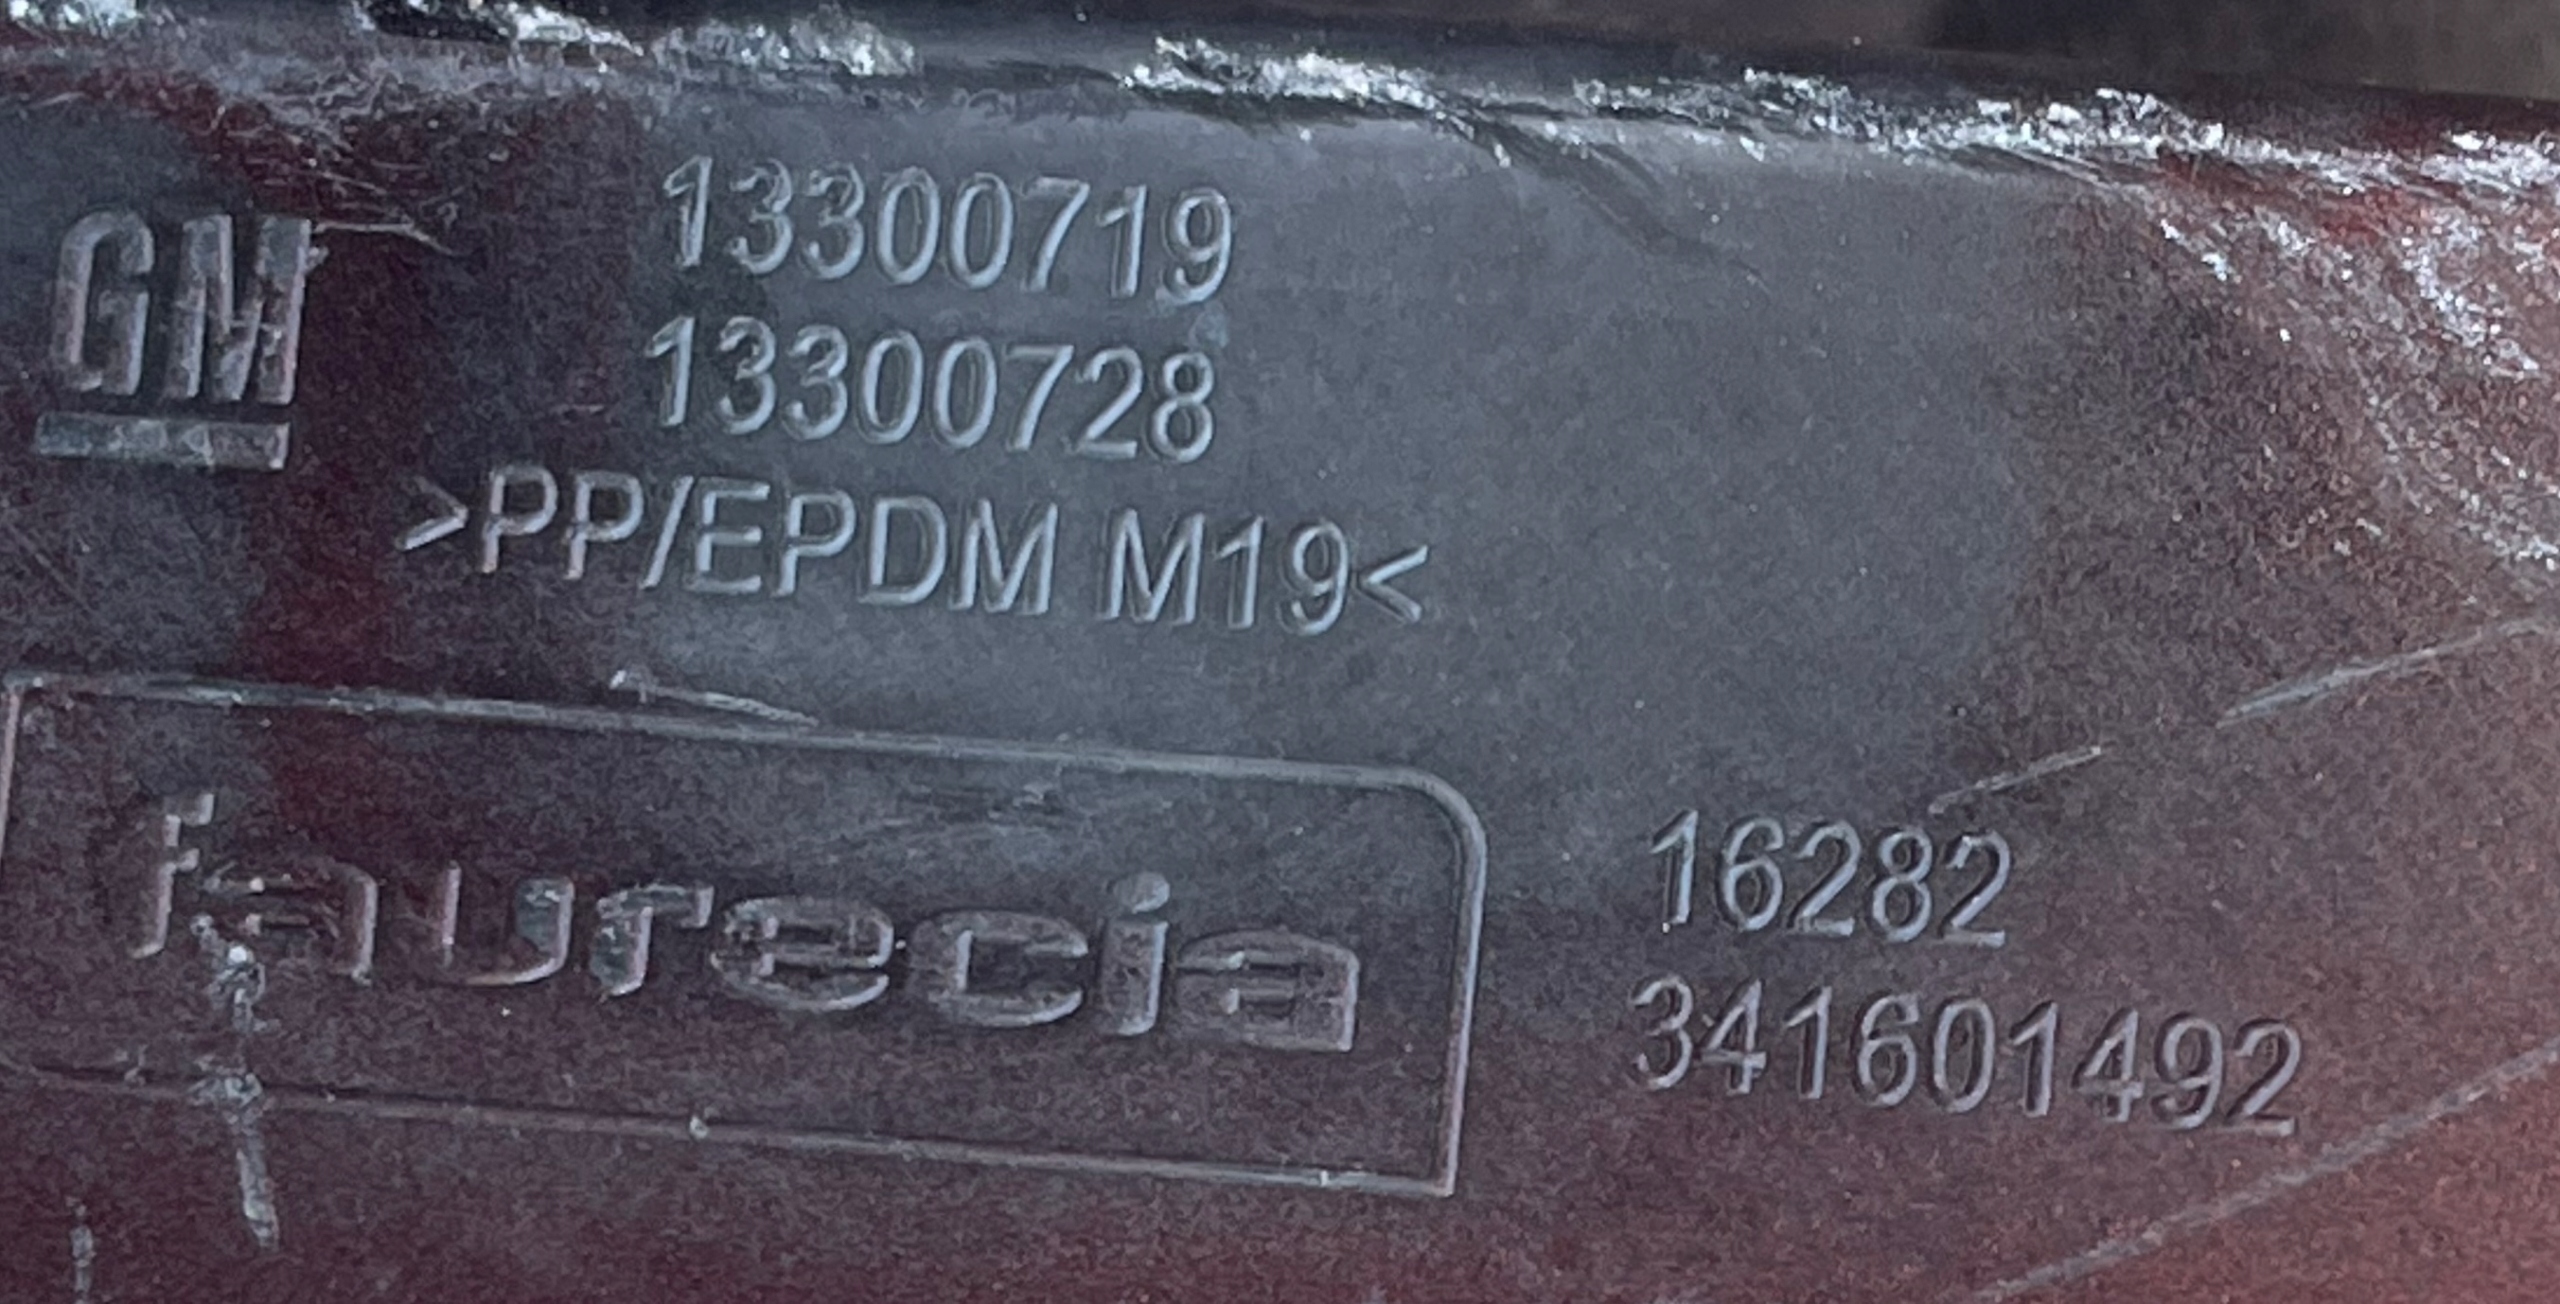 GM
13300719
13300728
>PP/EPDM M19<
faurecia
16282
341601492